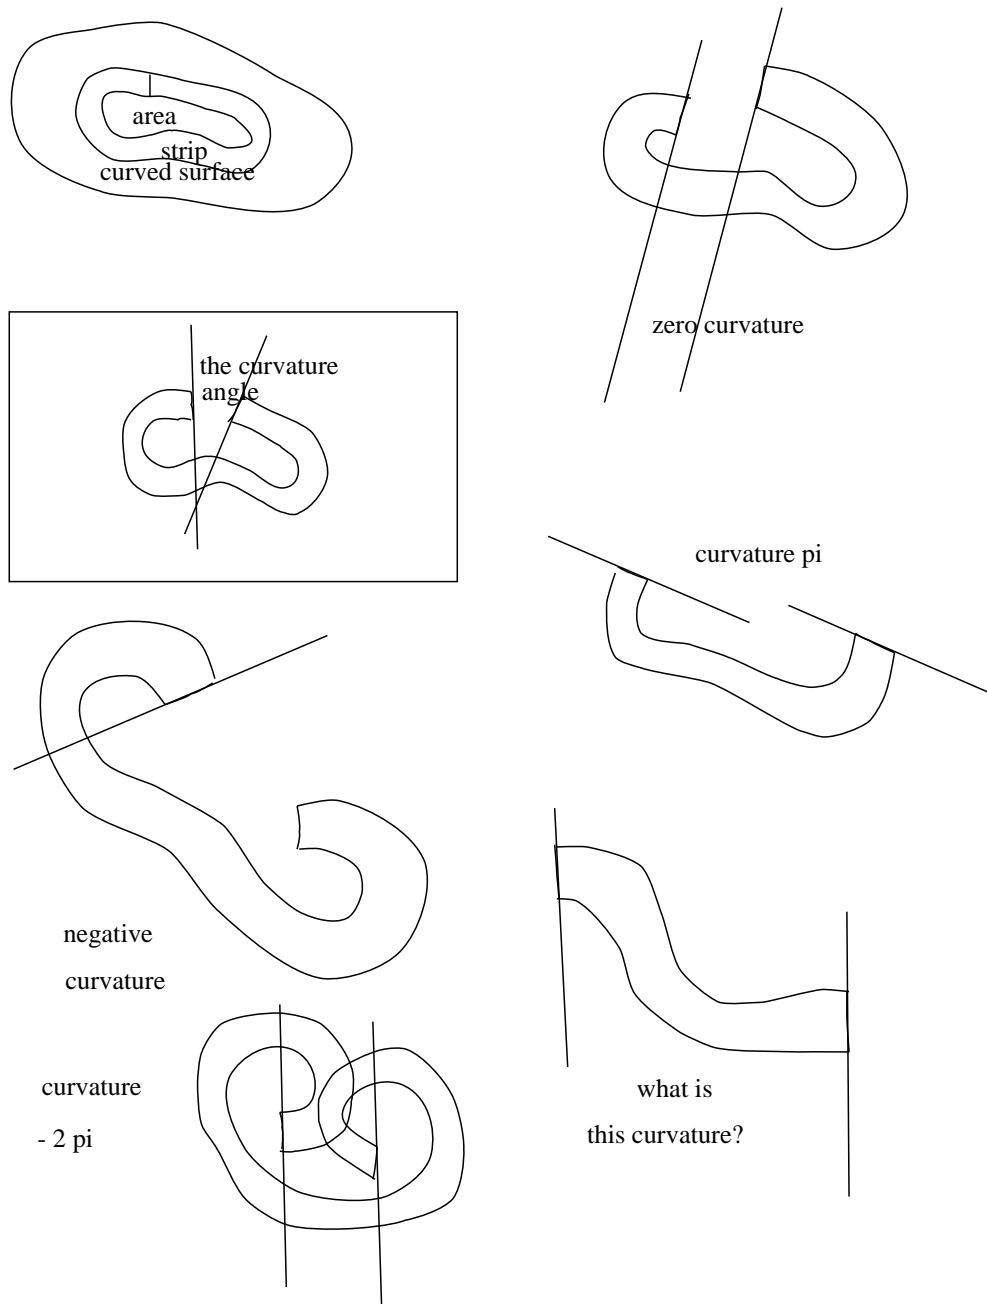 area
strip
curved surface
zero curvature
the curvature
angle
curvature pi
negative
curvature
curvature
- 2 pi
what is
this curvature?